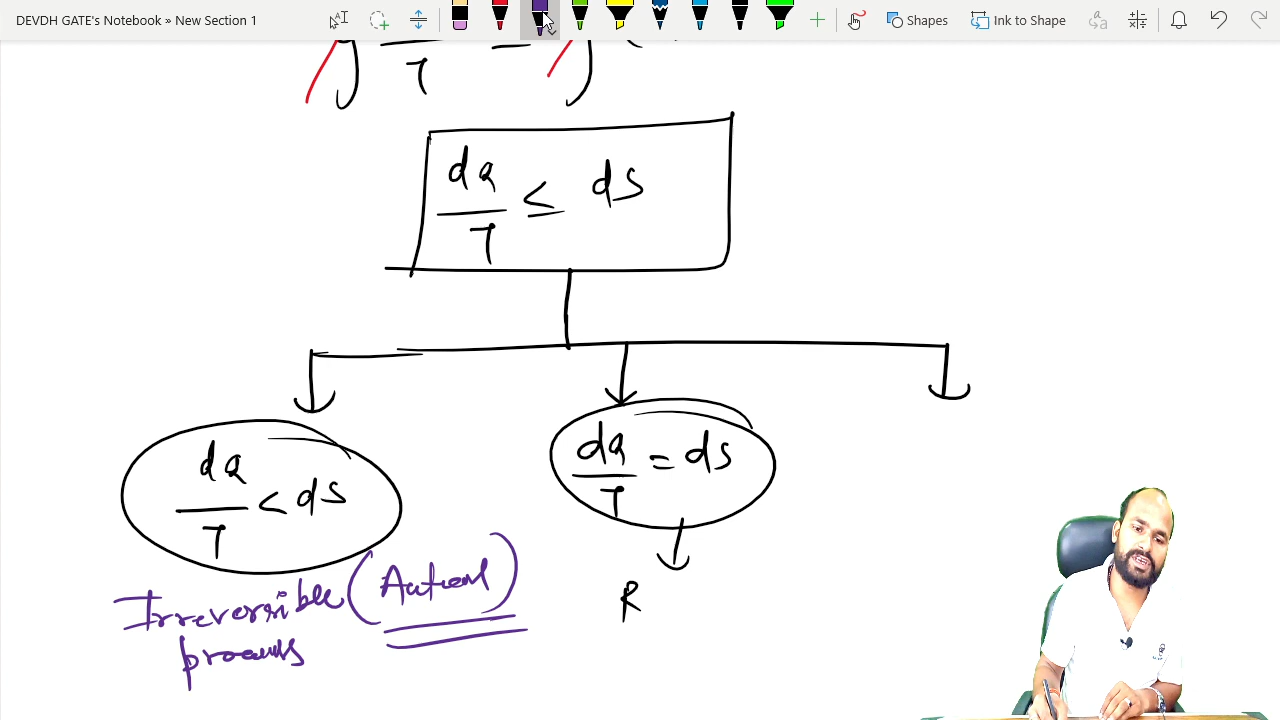 DEVDH GATE's Notebook » New Section 1
Shapes
Ink to Shape
T
dQ/T ≤ dS
dQ/T < dS
dQ/T = dS
Irreversible (Actual)
process
R